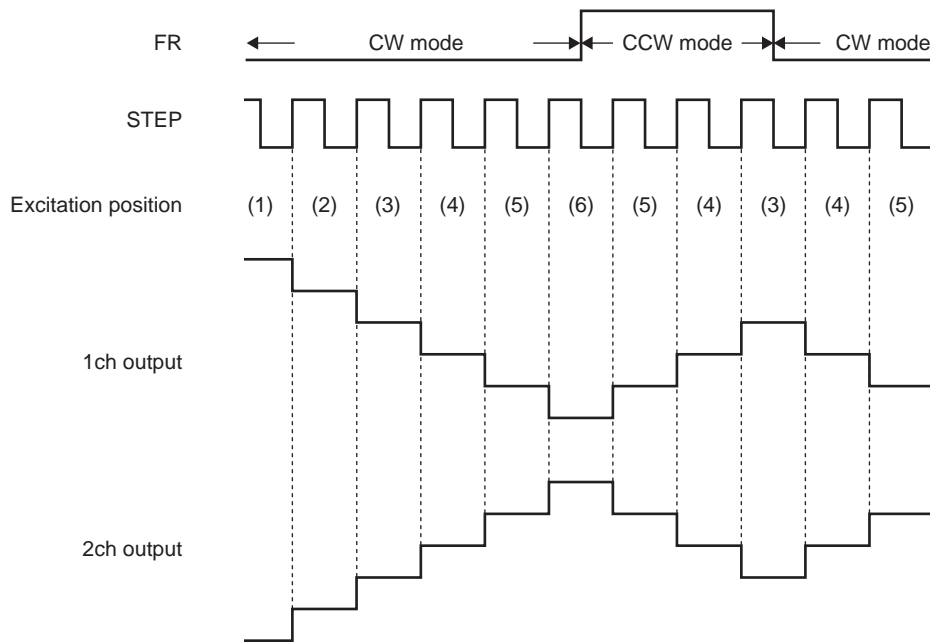 FR CW mode CCW mode CW mode
STEP
Excitation position (1) (2) (3) (4) (5) (6) (5) (4) (3) (4) (5)
1ch output
2ch output